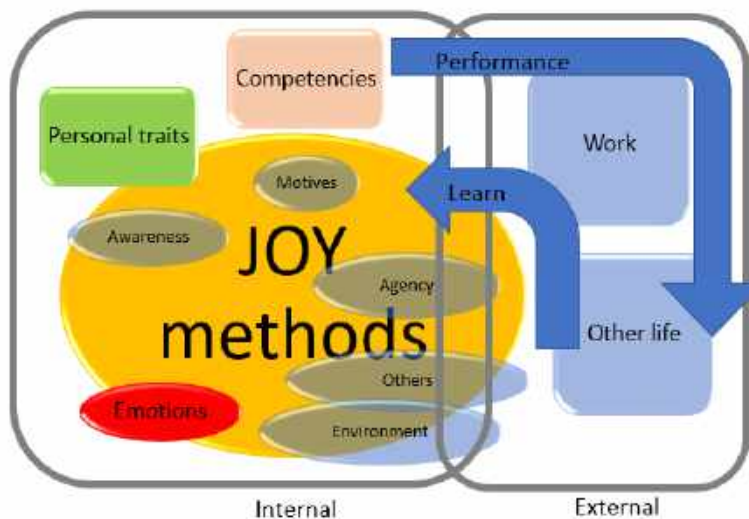 Competencies
Performance
Personal traits
Work
Motives
Learn
Awareness
JOY
Agency
methods
Other life
Others
Emotions
Environment
Internal
External